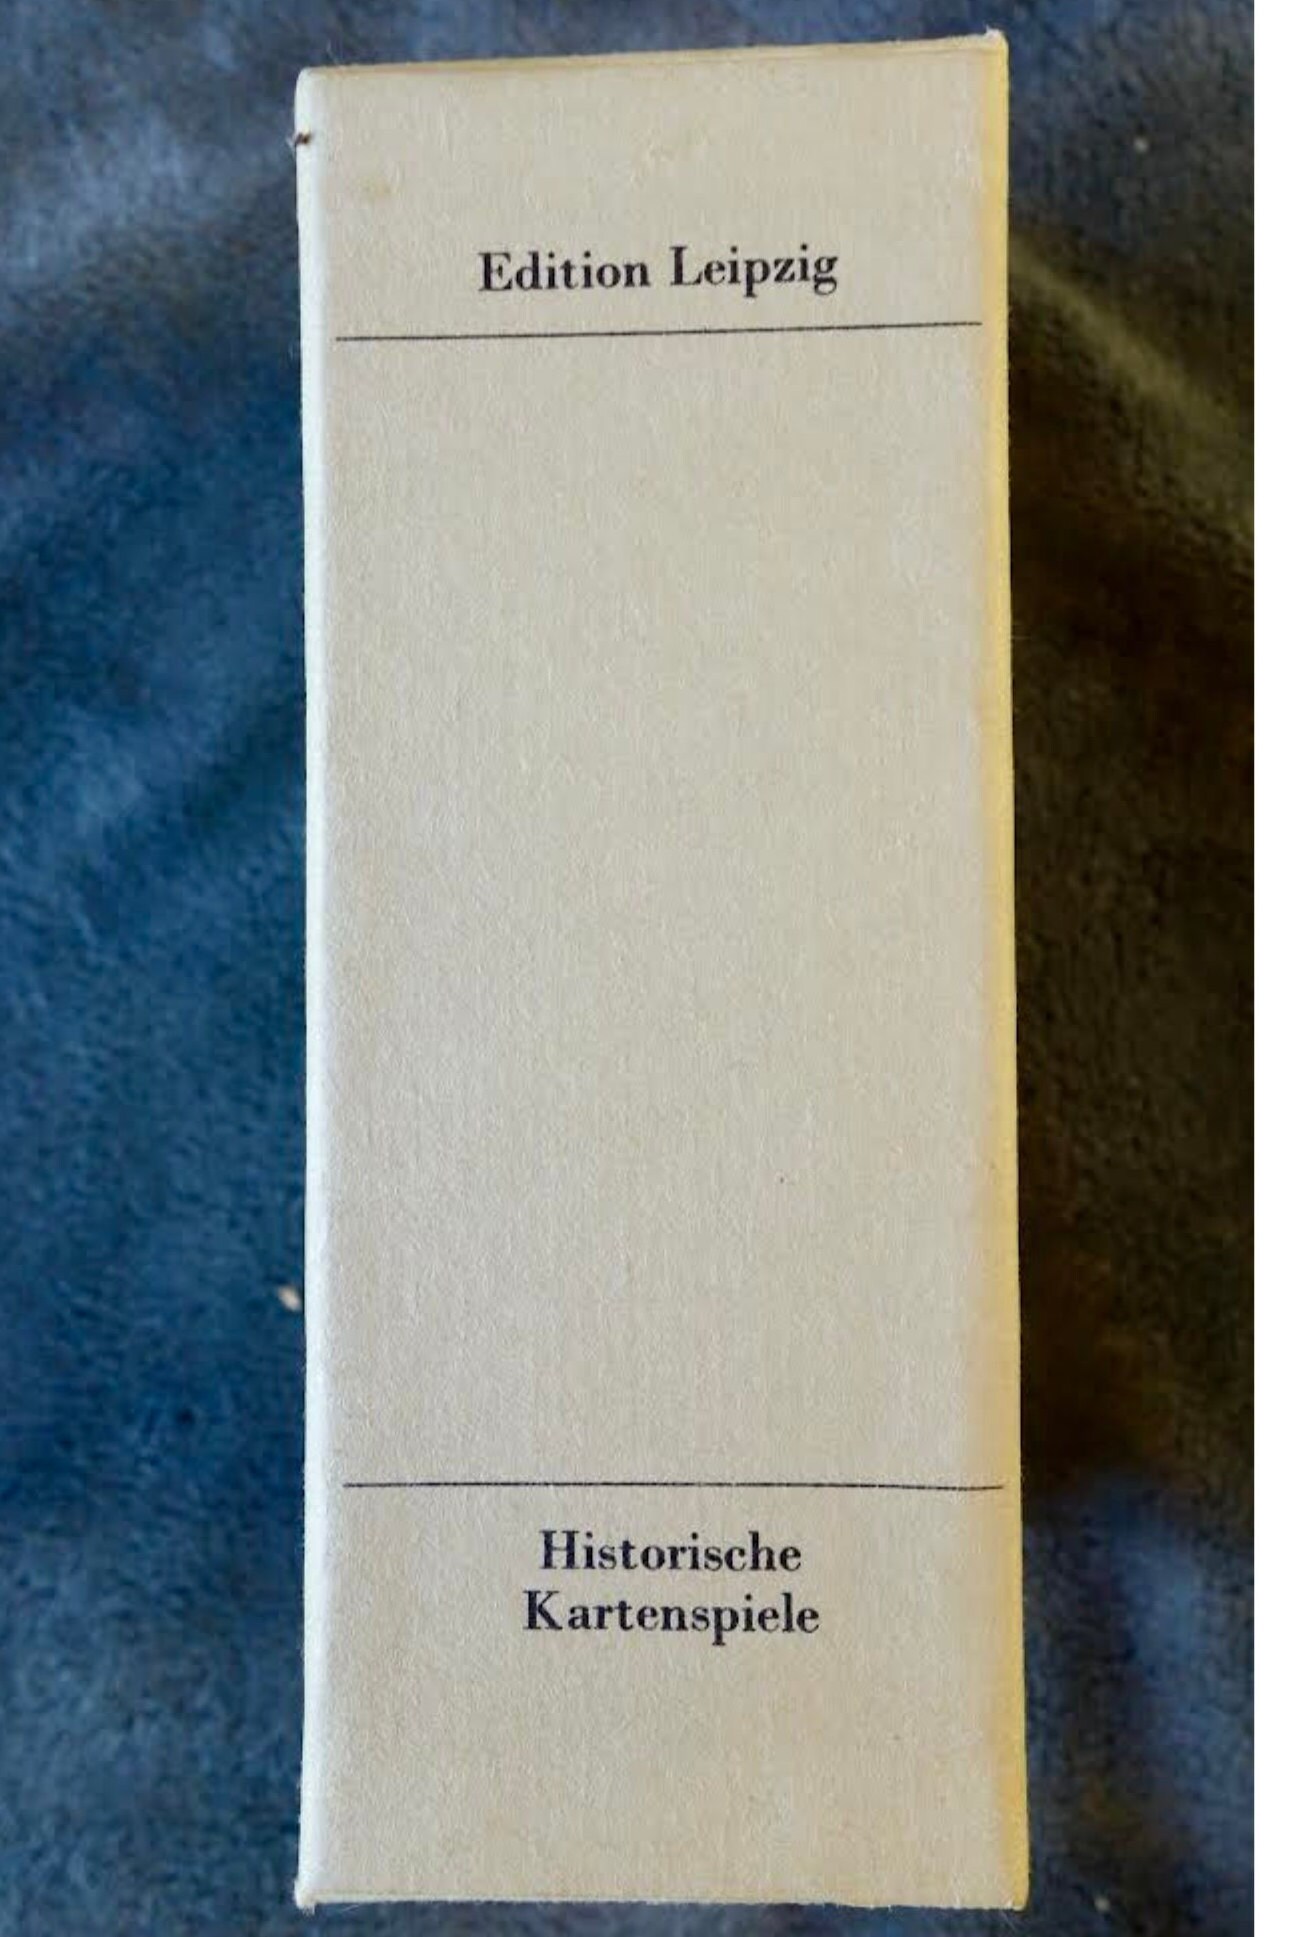 Edition Leipzig
Historische
Kartenspiele